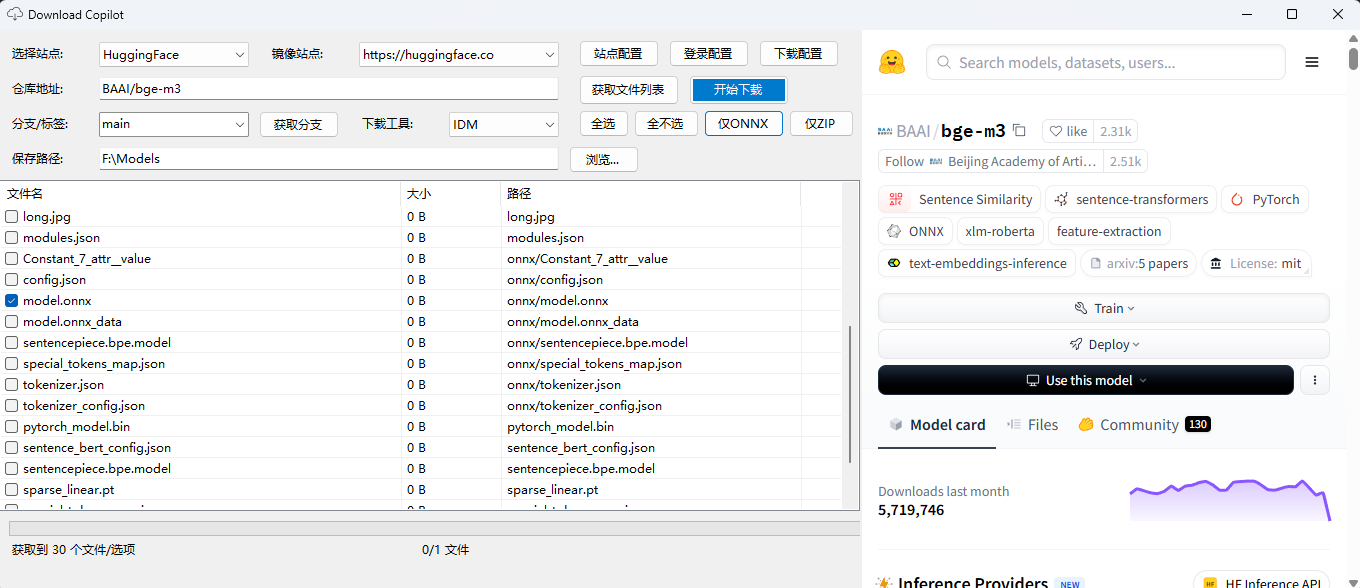 Download Copilot
选择站点: HuggingFace 镜像站点: https://huggingface.co 站点配置 登录配置 下载配置
仓库地址: BAAI/bge-m3 获取文件列表 开始下载
分支/标签: main 获取分支 下载工具: IDM 全选 全不选 仅ONNX 仅ZIP
保存路径: F:\Models 浏览...
文件名 大小 路径
long.jpg 0 B long.jpg
modules.json 0 B modules.json
Constant_7_attr__value 0 B onnx/Constant_7_attr__value
config.json 0 B onnx/config.json
model.onnx 0 B onnx/model.onnx
model.onnx_data 0 B onnx/model.onnx_data
sentencepiece.bpe.model 0 B onnx/sentencepiece.bpe.model
special_tokens_map.json 0 B onnx/special_tokens_map.json
tokenizer.json 0 B onnx/tokenizer.json
tokenizer_config.json 0 B onnx/tokenizer_config.json
pytorch_model.bin 0 B pytorch_model.bin
sentence_bert_config.json 0 B sentence_bert_config.json
sentencepiece.bpe.model 0 B sentencepiece.bpe.model
sparse_linear.pt 0 B sparse_linear.pt
获取到 30 个文件/选项 0/1 文件
Search models, datasets, users...
BAAI/bge-m3 like 2.31k
Follow Beijing Academy of Arti... 2.51k
Sentence Similarity sentence-transformers PyTorch
ONNX xlm-roberta feature-extraction
text-embeddings-inference arxiv:5 papers License: mit
Train
Deploy
Use this model
Model card Files Community 130
Downloads last month
5,719,746
Inference Providers NEW HF Inference API